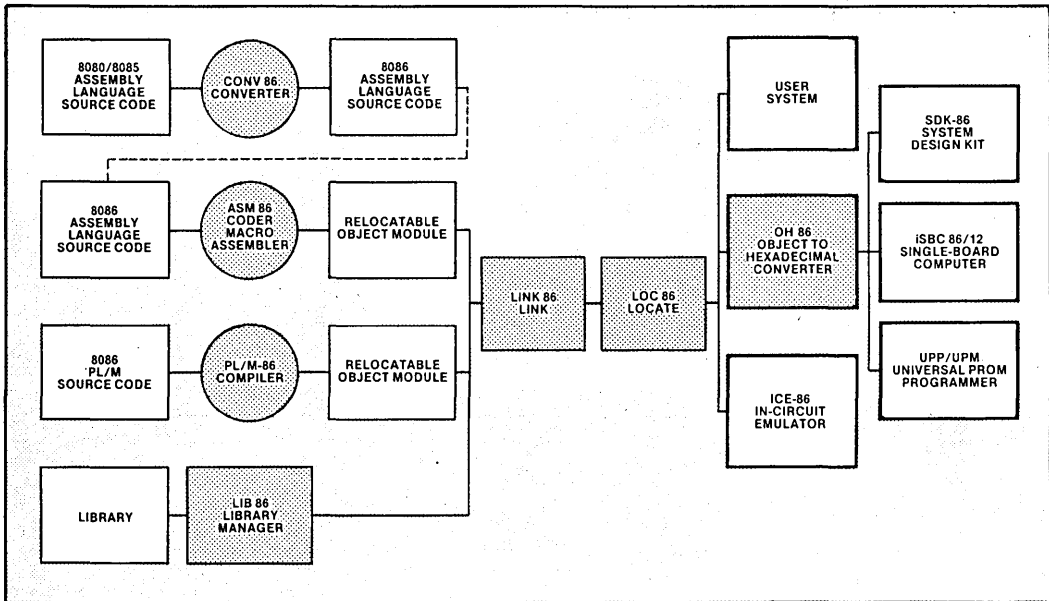 8080/8085
ASSEMBLY
LANGUAGE
SOURCE CODE
CONV 86
CONVERTER
8086
ASSEMBLY
LANGUAGE
SOURCE CODE
8086
ASSEMBLY
LANGUAGE
SOURCE CODE
ASM 86
CODER
MACRO
ASSEMBLER
RELOCATABLE
OBJECT MODULE
8086
PL/M
SOURCE CODE
PL/M-86
COMPILER
RELOCATABLE
OBJECT MODULE
LIBRARY
LIB 86
LIBRARY
MANAGER
LINK 86
LINK
LOC 86
LOCATE
USER
SYSTEM
OH 86
OBJECT TO
HEXADECIMAL
CONVERTER
ICE-86
IN-CIRCUIT
EMULATOR
SDK-86
SYSTEM
DESIGN KIT
iSBC 86/12
SINGLE-BOARD
COMPUTER
UPP/UPM
UNIVERSAL PROM
PROGRAMMER